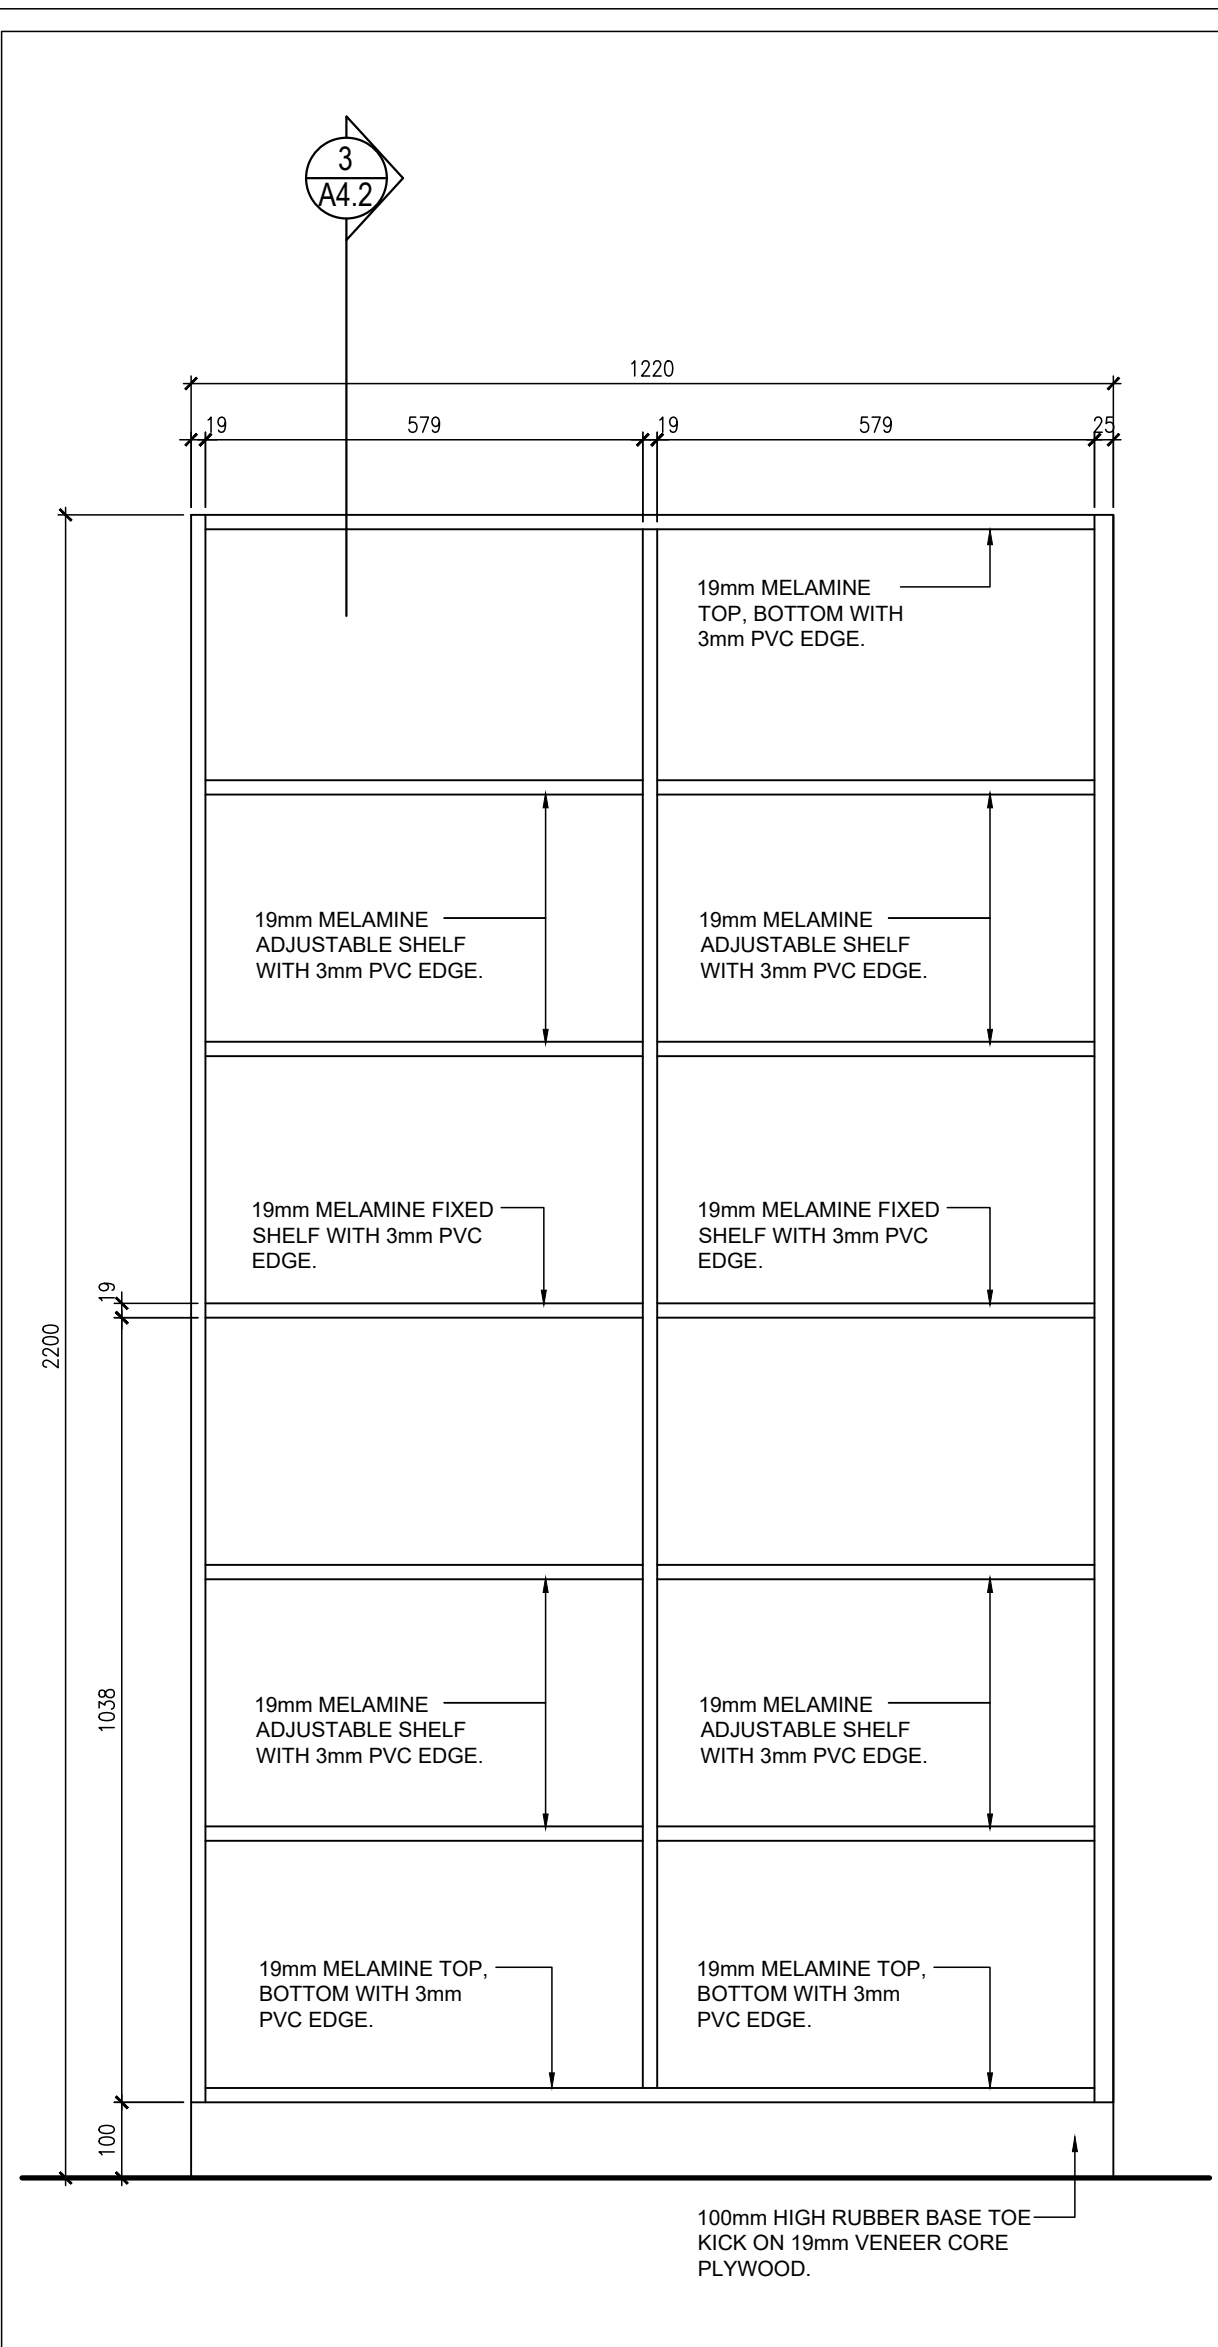 3
A4.2
1220
19
579
19
579
25
19mm MELAMINE
TOP, BOTTOM WITH
3mm PVC EDGE.
19mm MELAMINE
ADJUSTABLE SHELF
WITH 3mm PVC EDGE.
19mm MELAMINE
ADJUSTABLE SHELF
WITH 3mm PVC EDGE.
19mm MELAMINE FIXED
SHELF WITH 3mm PVC
EDGE.
19mm MELAMINE FIXED
SHELF WITH 3mm PVC
EDGE.
19
2200
1038
19mm MELAMINE
ADJUSTABLE SHELF
WITH 3mm PVC EDGE.
19mm MELAMINE
ADJUSTABLE SHELF
WITH 3mm PVC EDGE.
19mm MELAMINE TOP,
BOTTOM WITH 3mm
PVC EDGE.
19mm MELAMINE TOP,
BOTTOM WITH 3mm
PVC EDGE.
100
100mm HIGH RUBBER BASE TOE
KICK ON 19mm VENEER CORE
PLYWOOD.